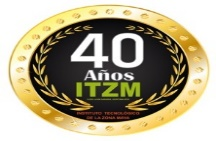 40
Años
ITZM
INSTITUTO TECNOLÓGICO
DE LA ZONA MAYA